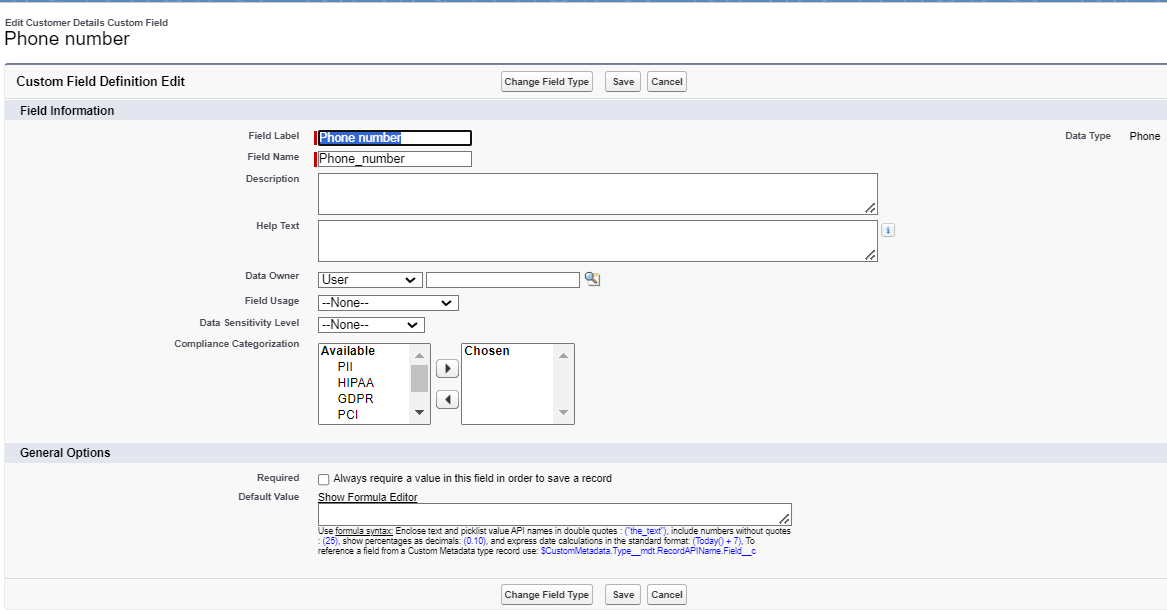 Edit Customer Details Custom Field
Phone number
Custom Field Definition Edit
Change Field Type
Save
Cancel
Field Information
Field Label
Phone number
Data Type
Phone
Field Name
Phone_number
Description
Help Text
i
Data Owner
User
Field Usage
--None--
Data Sensitivity Level
--None--
Compliance Categorization
Available
PII
HIPAA
GDPR
PCI
Chosen
General Options
Required
Always require a value in this field in order to save a record
Default Value
Show Formula Editor
Use formula syntax: Enclose text and picklist value API names in double quotes : ("the_text"), include numbers without quotes
: (25), show percentages as decimals: (0.10), and express date calculations in the standard format: (Today() + 7), To
reference a field from a Custom Metadata type record use: $CustomMetadata.Type__mdt.RecordAPIName.Field__c
Change Field Type
Save
Cancel